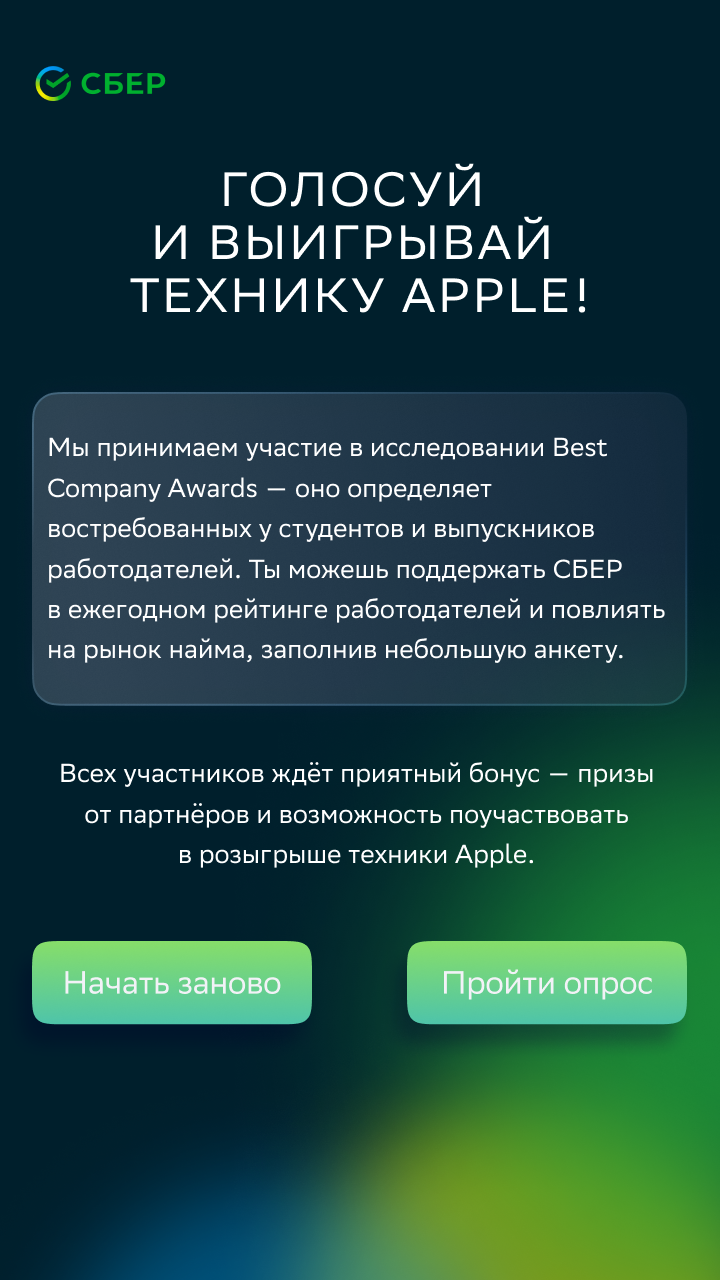 СБЕР
ГОЛОСУЙ
И ВЫИГРЫВАЙ
ТЕХНИКУ APPLE!
Мы принимаем участие в исследовании Best
Company Awards — оно определяет
востребованных у студентов и выпускников
работодателей. Ты можешь поддержать СБЕР
в ежегодном рейтинге работодателей и повлиять
на рынок найма, заполнив небольшую анкету.
Всех участников ждёт приятный бонус — призы
от партнёров и возможность поучаствовать
в розыгрыше техники Apple.
Начать заново
Пройти опрос